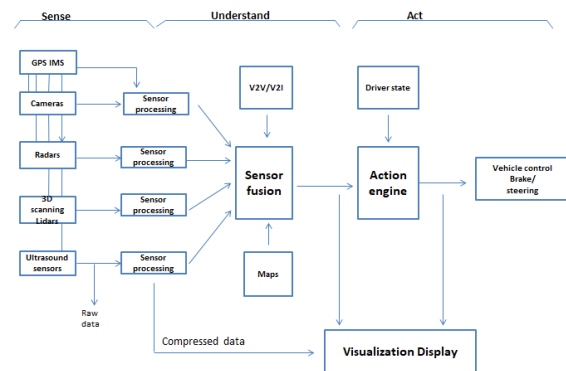 Sense
Understand
Act
GPS IMS
Cameras
Radars
3D
scanning
Lidars
Ultrasound
sensors
Raw
data
Sensor
processing
Sensor
processing
Sensor
processing
Sensor
processing
Compressed data
V2V/V2I
Sensor
fusion
Maps
Driver state
Action
engine
Vehicle control
Brake/
steering
Visualization Display